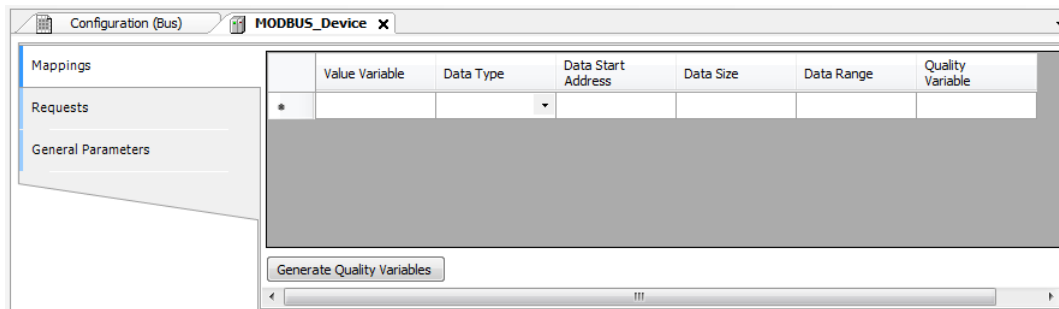 Configuration (Bus) MODBUS_Device X
Mappings
Requests
General Parameters
Value Variable Data Type Data Start Address Data Size Data Range Quality Variable
*
Generate Quality Variables